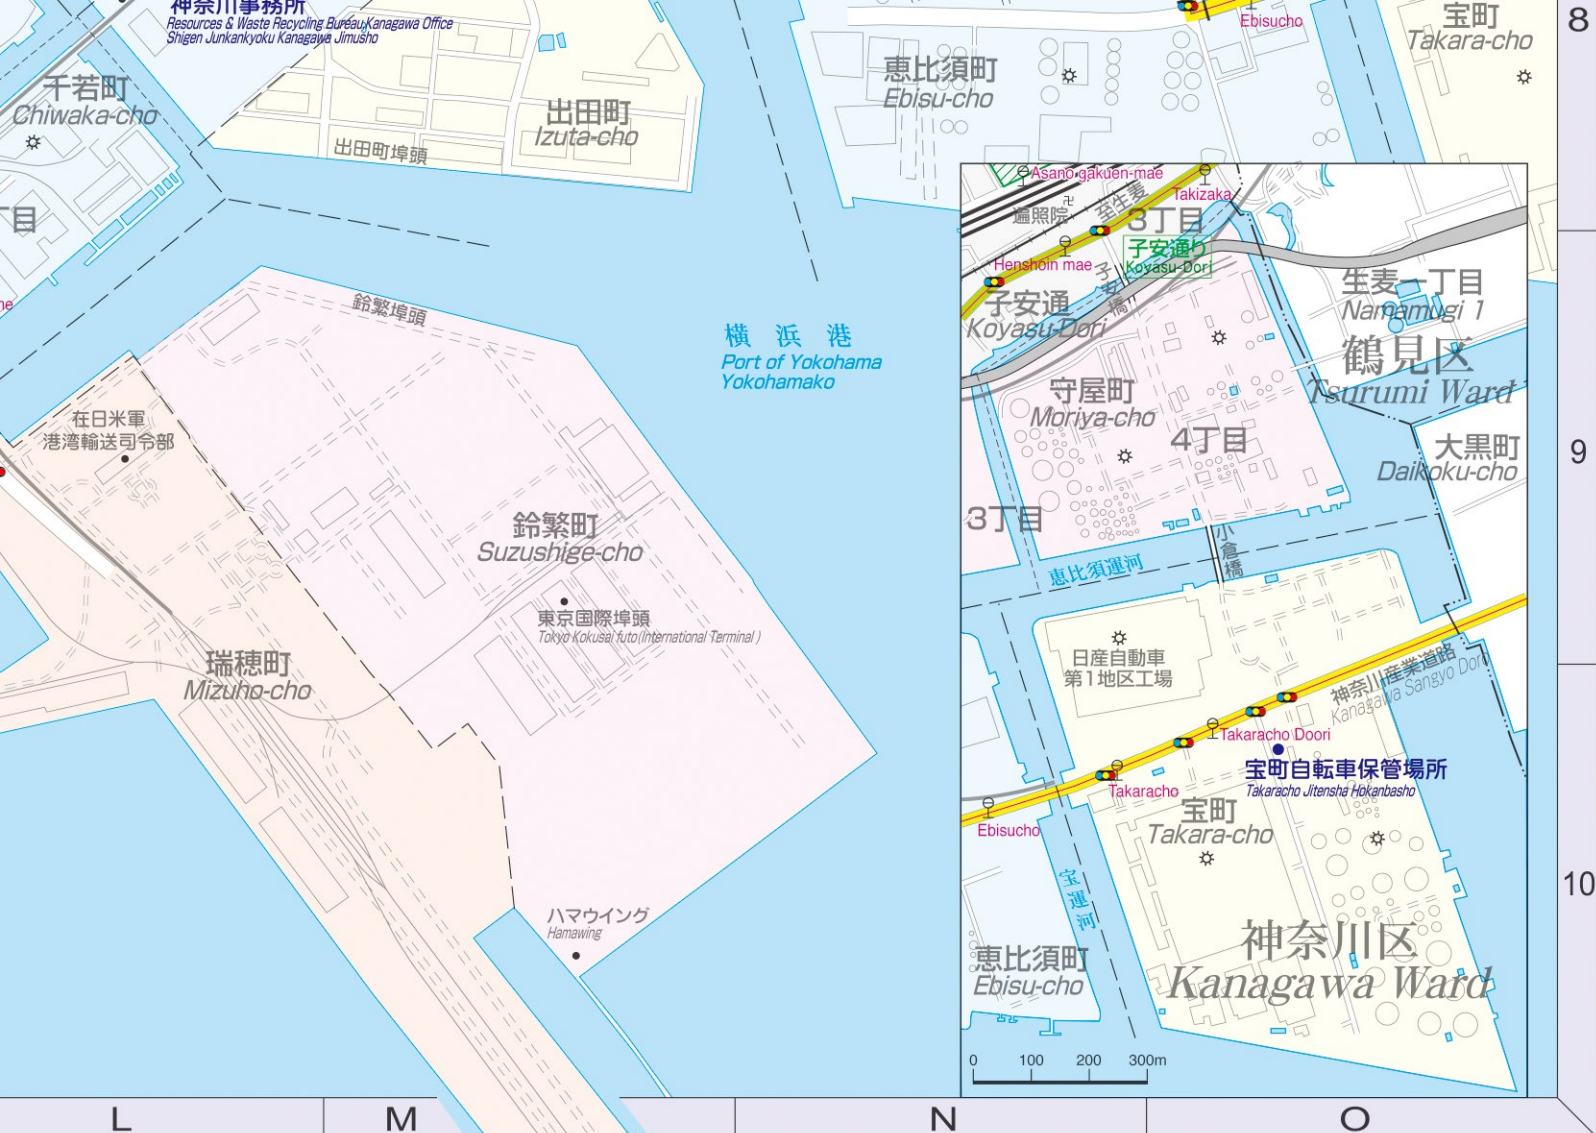 神奈川事務所
Resources & Waste Recycling Bureau Kanagawa Office
Shigen Junkankyoku Kanagawa Jimusho
Ebisucho
宝町
Takara-cho
8
千若町
Chiwaka-cho
出田町
Izuta-cho
出田町埠頭
恵比須町
Ebisu-cho
丁目
鈴繁埠頭
横浜港
Port of Yokohama
Yokohamako
在日米軍
港湾輸送司令部
鈴繁町
Suzushige-cho
東京国際埠頭
Tokyo Kokusai futo(International Terminal)
瑞穂町
Mizuho-cho
ハマウイング
Hamawing
Asano gakuen-mae
Takizaka
遍照院
至生麦
3丁目
子安通り
Koyasu-Dori
Henshoin mae
子安橋
子安通
Koyasu-Dori
生麦一丁目
Namamugi 1
鶴見区
Tsurumi Ward
守屋町
Moriya-cho
4丁目
大黒町
Daikoku-cho
9
3丁目
小倉橋
恵比須運河
日産自動車
第1地区工場
神奈川産業道路
Kanagawa Sangyo Dori
Takaracho Doori
宝町自転車保管場所
Takaracho Jitensha Hokanbasho
Takaracho
Ebisucho
宝町
Takara-cho
宝運河
10
神奈川区
Kanagawa Ward
恵比須町
Ebisu-cho
0 100 200 300m
L M N O